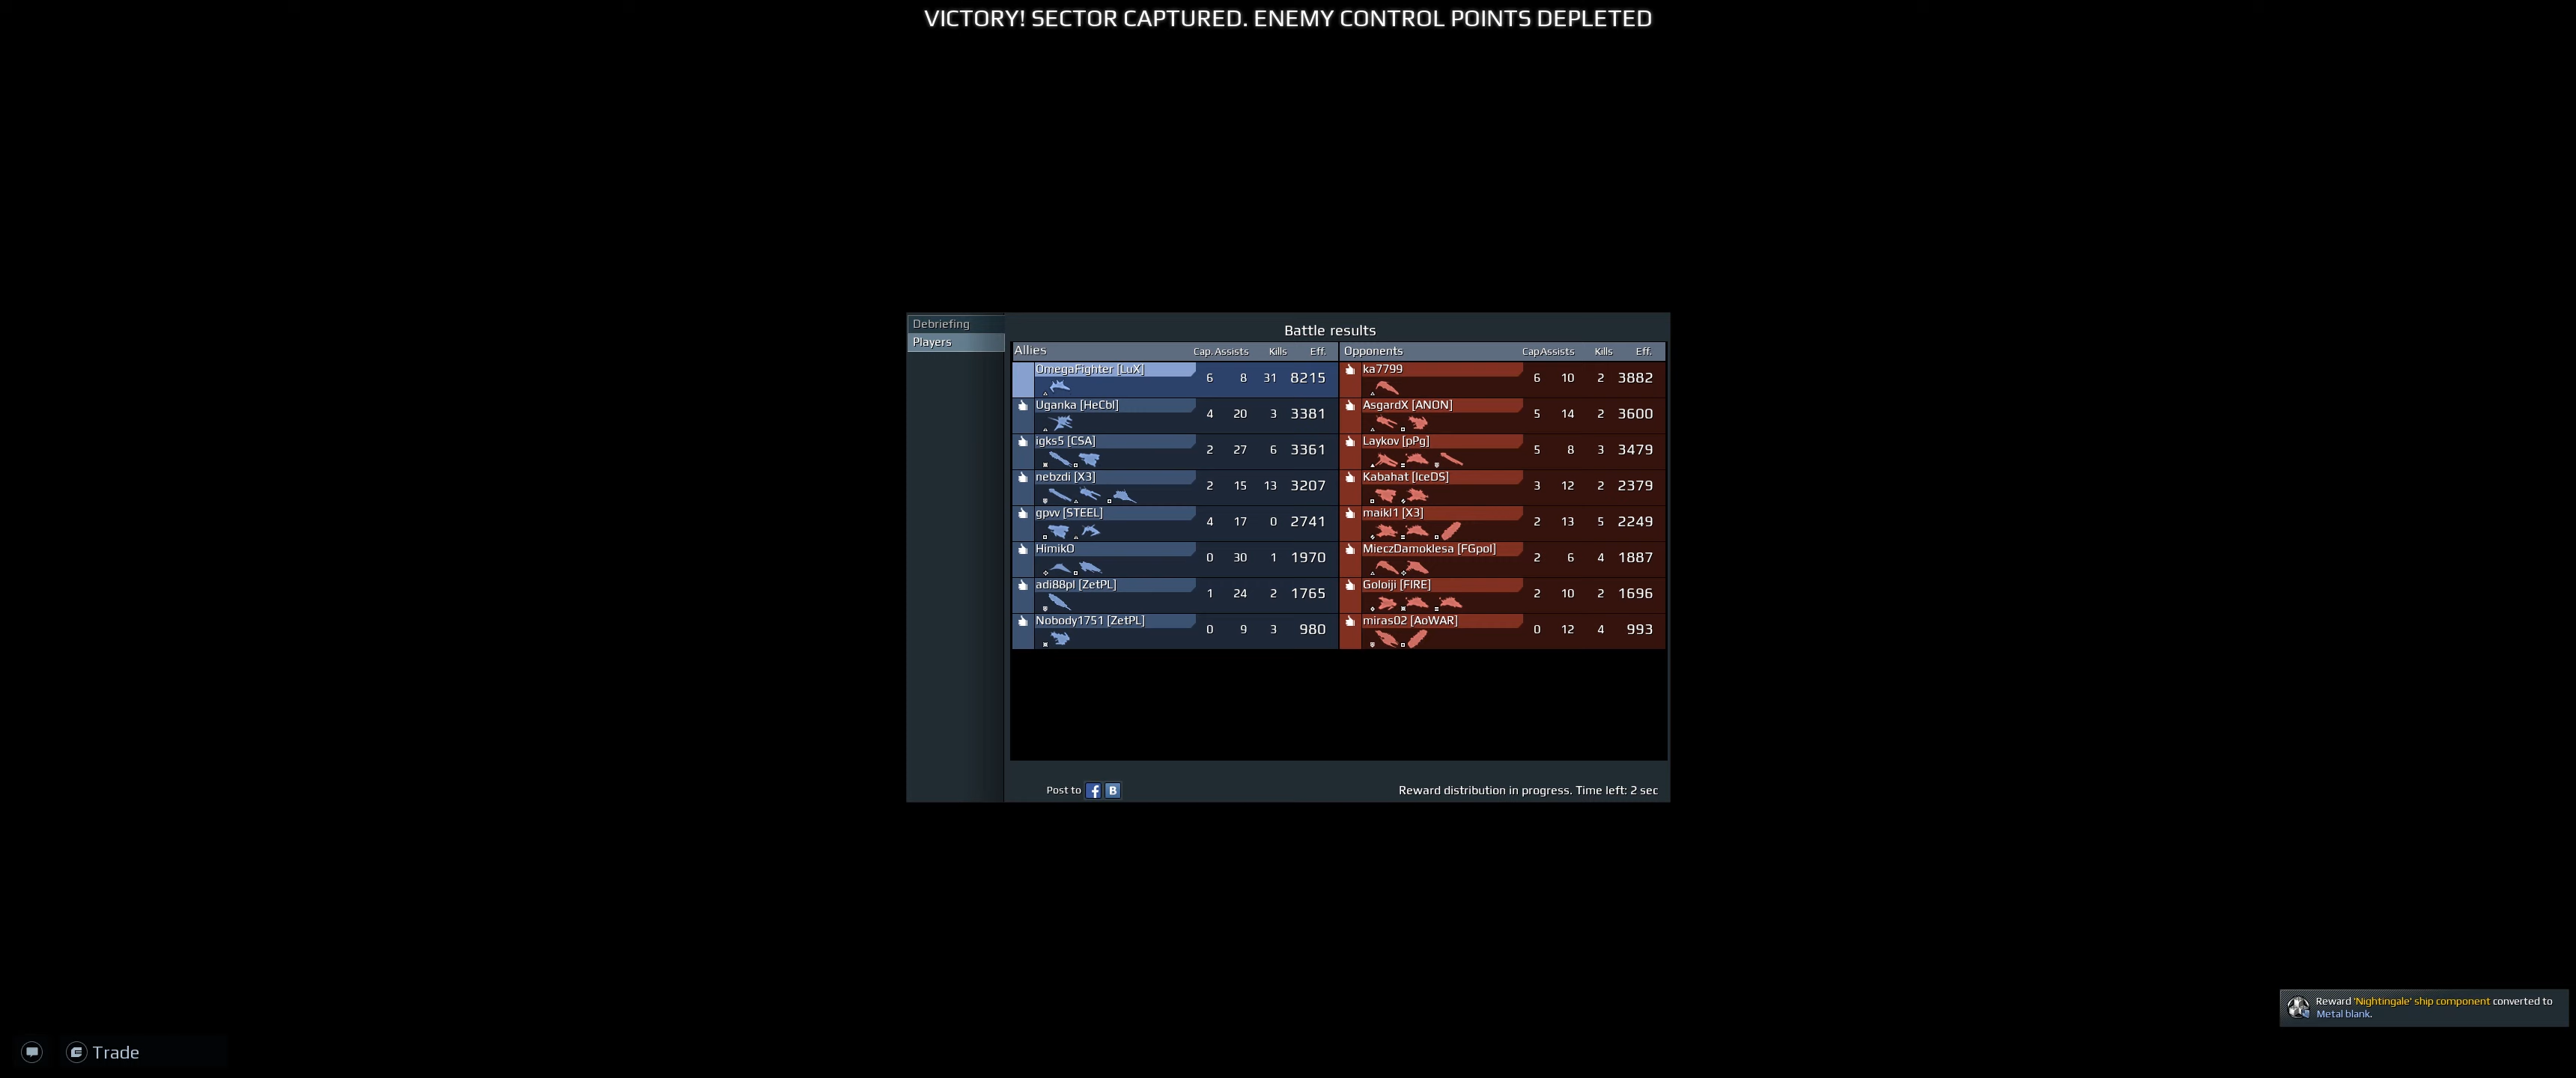 VICTORY! SECTOR CAPTURED. ENEMY CONTROL POINTS DEPLETED
Debriefing
Players
Battle results
Allies Cap. Assists Kills Eff. Opponents Cap Assists Kills Eff.
OmegaFighter [LuX] 6 8 31 8215 ka7799 6 10 2 3882
Uganka [HeCbI] 4 20 3 3381 AsgardX [ANON] 5 14 2 3600
igks5 [CSA] 2 27 6 3361 Laykov [pPg] 5 8 3 3479
nebzdi [X3] 2 15 13 3207 Kabahat [IceDS] 3 12 2 2379
gpvv [STEEL] 4 17 0 2741 maikl1 [X3] 2 13 5 2249
HimikO 0 30 1 1970 MieczDamoklesa [FGpol] 2 6 4 1887
adi88pl [ZetPL] 1 24 2 1765 Goloiji [FIRE] 2 10 2 1696
Nobody1751 [ZetPL] 0 9 3 980 miras02 [AoWAR] 0 12 4 993
Post to f B
Reward distribution in progress. Time left: 2 sec
Reward 'Nightingale' ship component converted to
Metal blank.
Trade